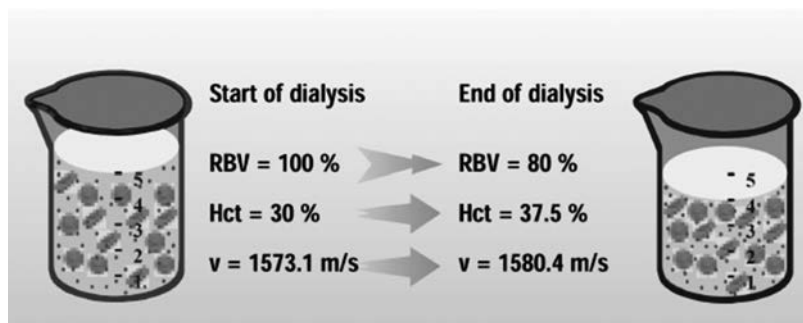 Start of dialysis
End of dialysis
RBV = 100 %
RBV = 80 %
Hct = 30 %
Hct = 37.5 %
v = 1573.1 m/s
v = 1580.4 m/s
5
4
3
2
1
5
4
3
2
1